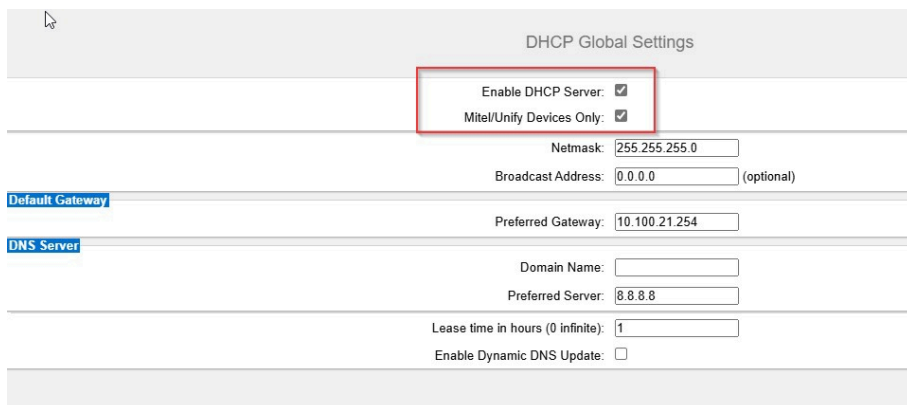 DHCP Global Settings
Enable DHCP Server:
Mitel/Unify Devices Only:
Netmask: 255.255.255.0
Broadcast Address: 0.0.0.0 (optional)
Default Gateway
Preferred Gateway: 10.100.21.254
DNS Server
Domain Name:
Preferred Server: 8.8.8.8
Lease time in hours (0 infinite): 1
Enable Dynamic DNS Update: